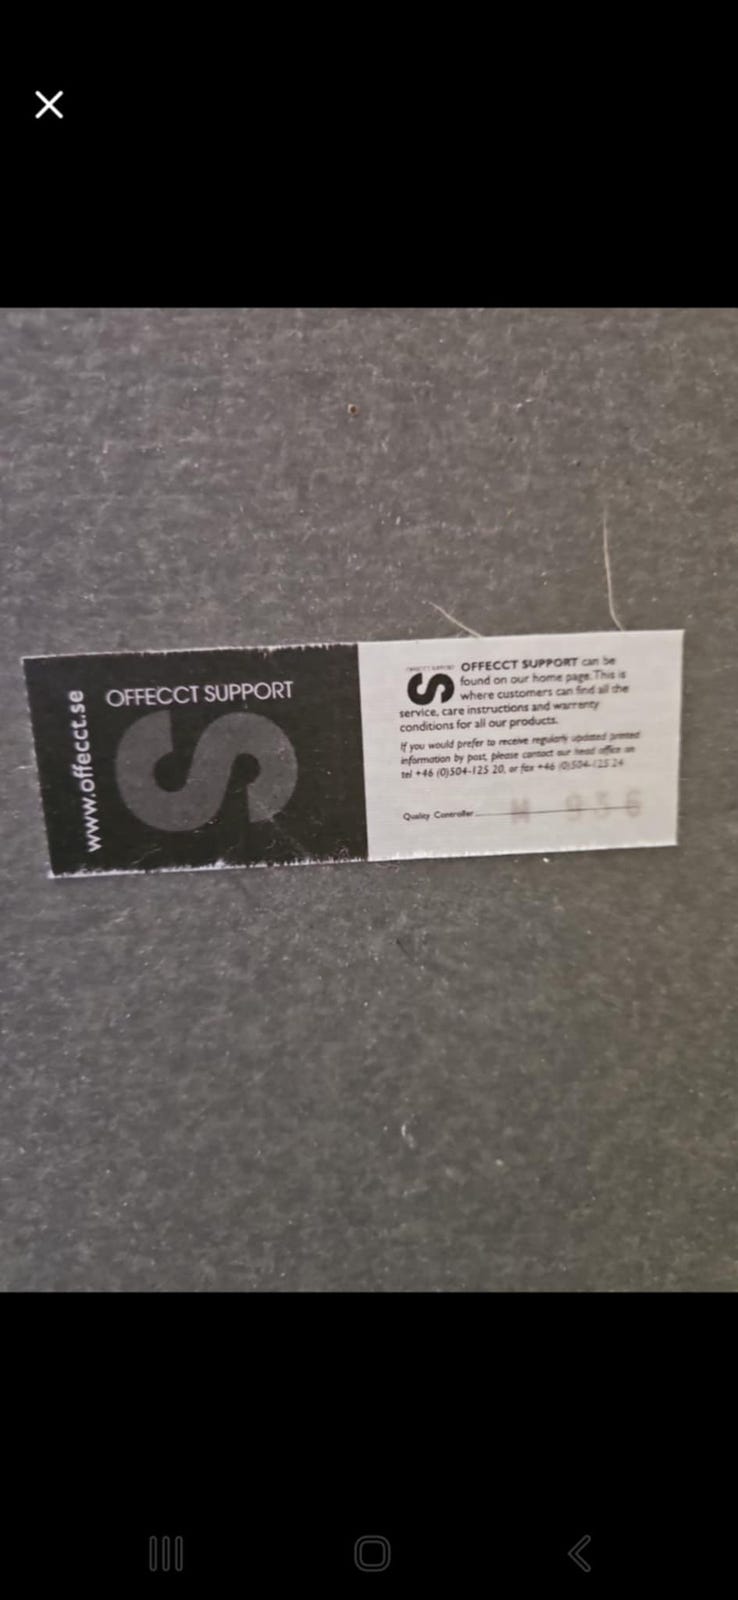 www.offecct.se
OFFECCT SUPPORT
OFFECCT SUPPORT
OFFECCT SUPPORT can be
found on our home page. This is
where customers can find all the
service, care instructions and warrenty
conditions for all our products.
If you would prefer to receive regularly updated printed
information by post, please contact our head office on
tel +46 (0)504-125 20, or fax +46 (0)504-125 24
Quality Controller M 936